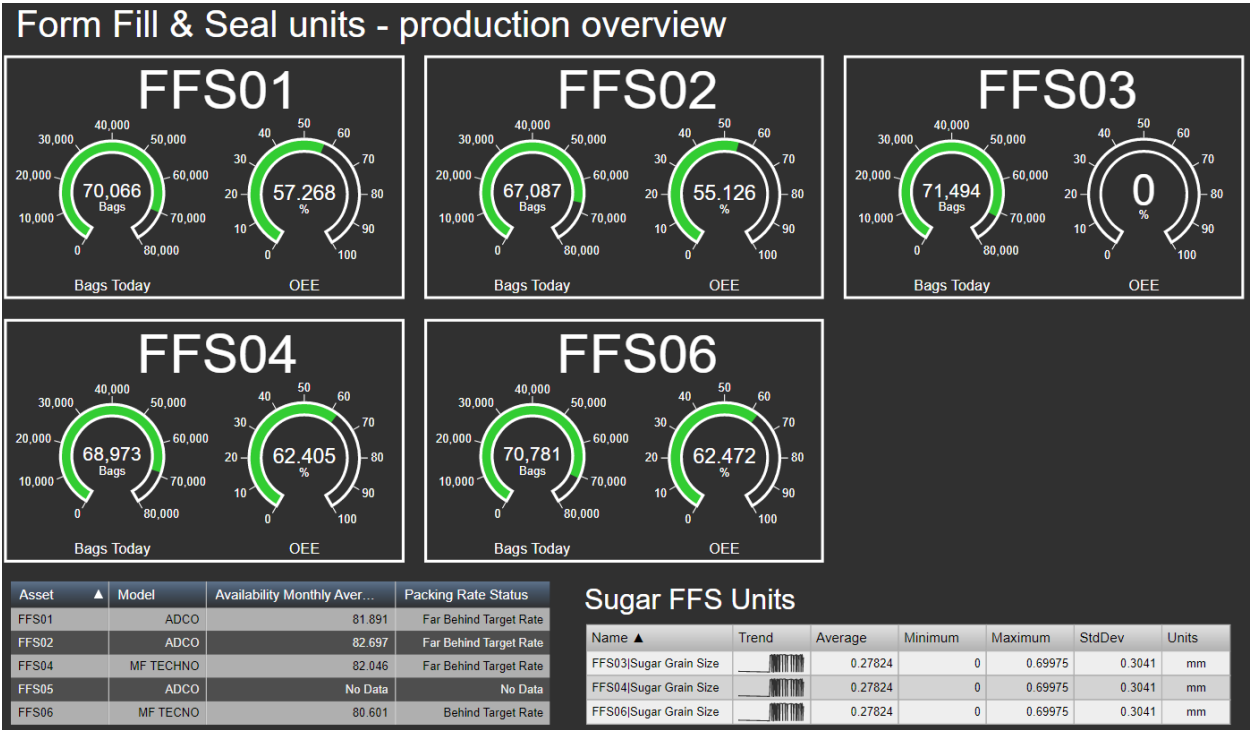 Form Fill & Seal units - production overview
FFS01
0 10,000 20,000 30,000 40,000 50,000 60,000 70,000 80,000
70,066
Bags
Bags Today
0 10 20 30 40 50 60 70 80 90 100
57.268
%
OEE
FFS02
0 10,000 20,000 30,000 40,000 50,000 60,000 70,000 80,000
67,087
Bags
Bags Today
0 10 20 30 40 50 60 70 80 90 100
55.126
%
OEE
FFS03
0 10,000 20,000 30,000 40,000 50,000 60,000 70,000 80,000
71,494
Bags
Bags Today
0 10 20 30 40 50 60 70 80 90 100
0
%
OEE
FFS04
0 10,000 20,000 30,000 40,000 50,000 60,000 70,000 80,000
68,973
Bags
Bags Today
0 10 20 30 40 50 60 70 80 90 100
62.405
%
OEE
FFS06
0 10,000 20,000 30,000 40,000 50,000 60,000 70,000 80,000
70,781
Bags
Bags Today
0 10 20 30 40 50 60 70 80 90 100
62.472
%
OEE
Asset ▲ Model Availability Monthly Aver... Packing Rate Status
FFS01 ADCO 81.891 Far Behind Target Rate
FFS02 ADCO 82.697 Far Behind Target Rate
FFS04 MF TECHNO 82.046 Far Behind Target Rate
FFS05 ADCO No Data No Data
FFS06 MF TECNO 80.601 Behind Target Rate
Sugar FFS Units
Name ▲ Trend Average Minimum Maximum StdDev Units
FFS03|Sugar Grain Size 0.27824 0 0.69975 0.3041 mm
FFS04|Sugar Grain Size 0.27824 0 0.69975 0.3041 mm
FFS06|Sugar Grain Size 0.27824 0 0.69975 0.3041 mm